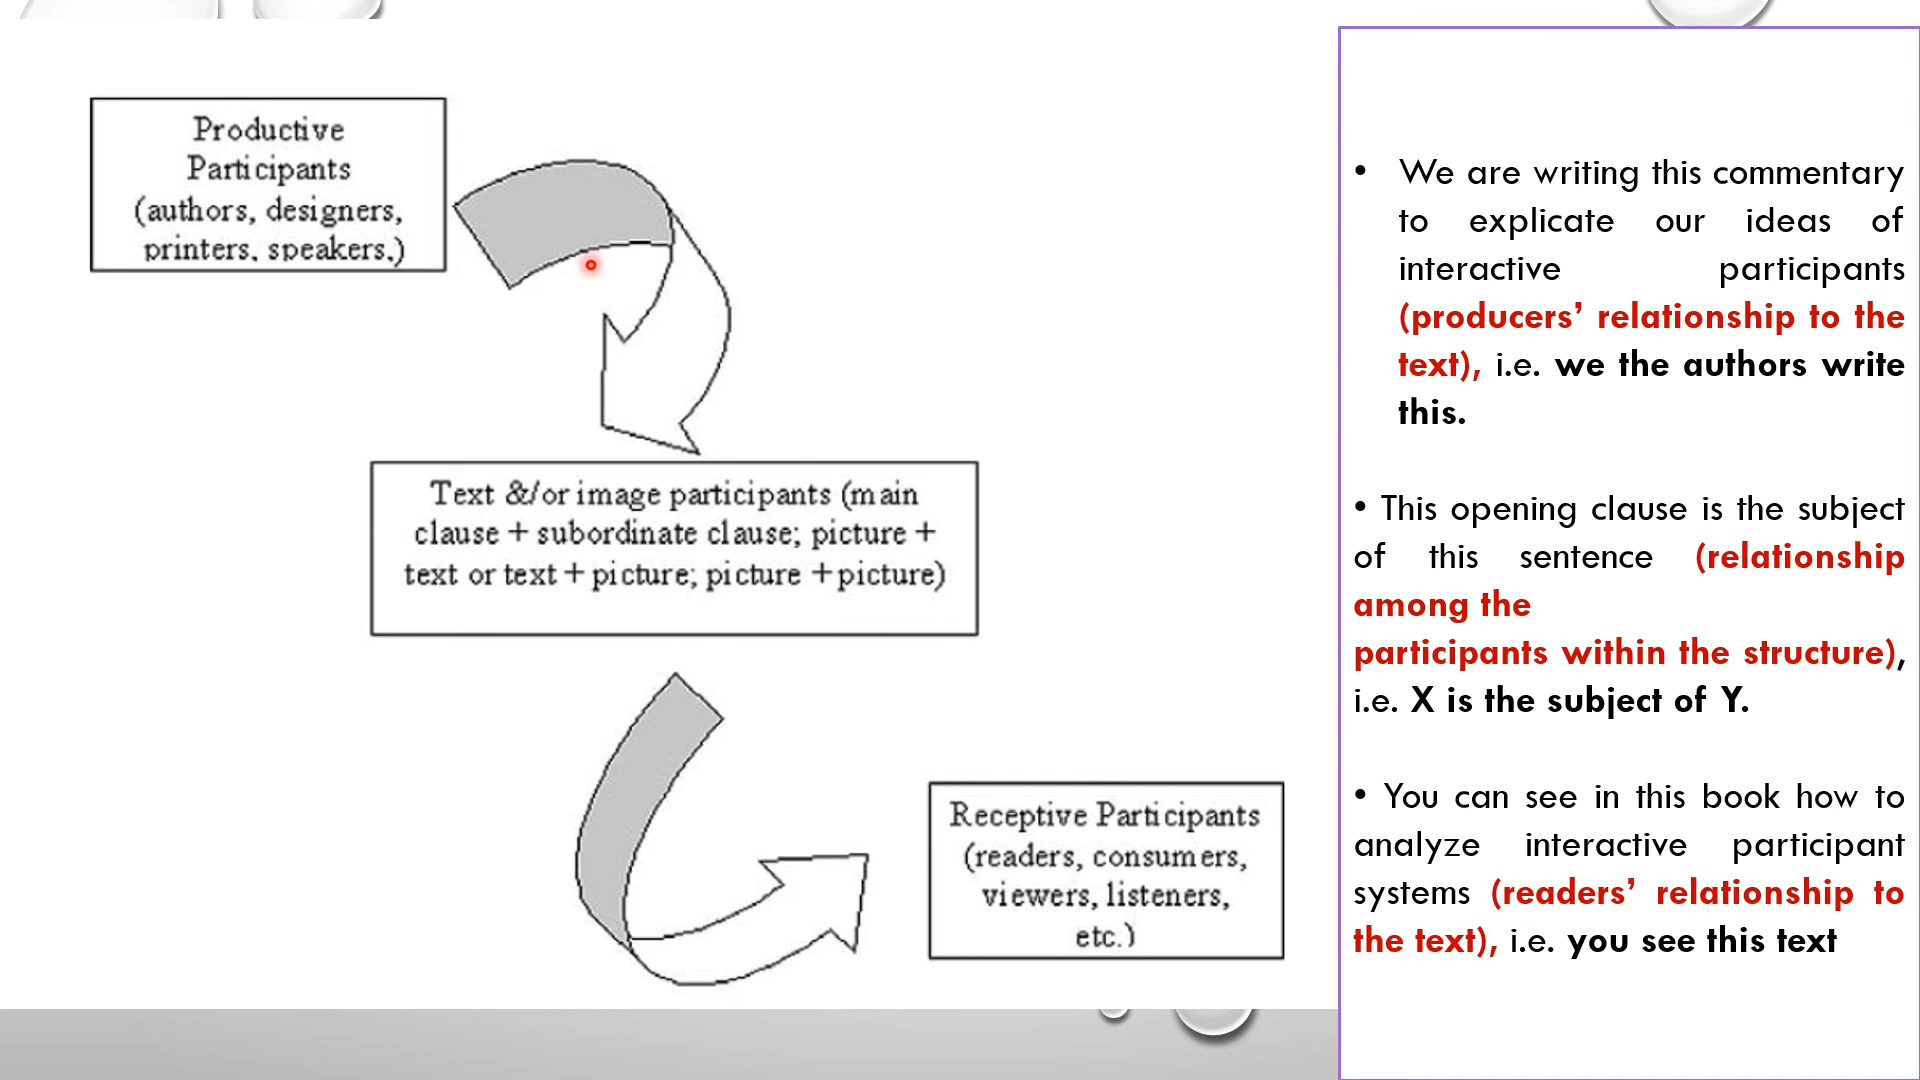 Productive
Participants
(authors, designers,
printers, speakers,)
Text &/or image participants (main
clause + subordinate clause; picture +
text or text + picture; picture + picture)
Receptive Participants
(readers, consumers,
viewers, listeners,
etc.)
• We are writing this commentary
to explicate our ideas of
interactive participants
(producers’ relationship to the
text), i.e. we the authors write
this.
• This opening clause is the subject
of this sentence (relationship
among the
participants within the structure),
i.e. X is the subject of Y.
• You can see in this book how to
analyze interactive participant
systems (readers’ relationship to
the text), i.e. you see this text